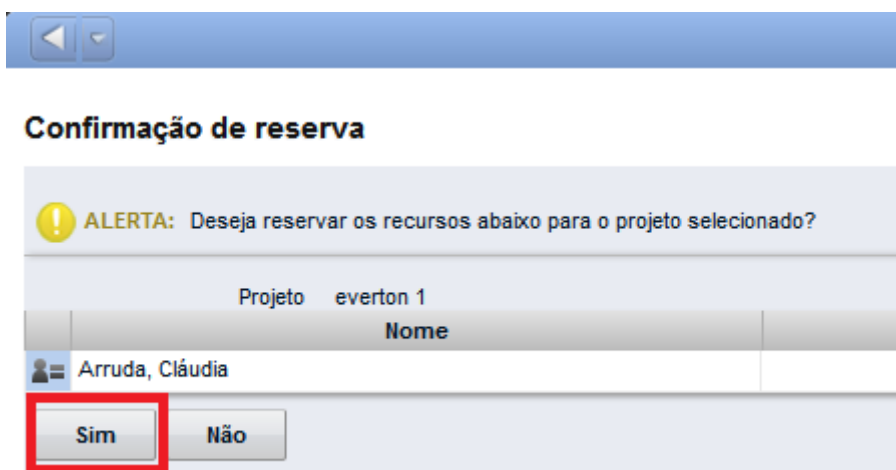 Confirmação de reserva
ALERTA: Deseja reservar os recursos abaixo para o projeto selecionado?
Projeto everton 1
Nome
Arruda, Cláudia
Sim Não